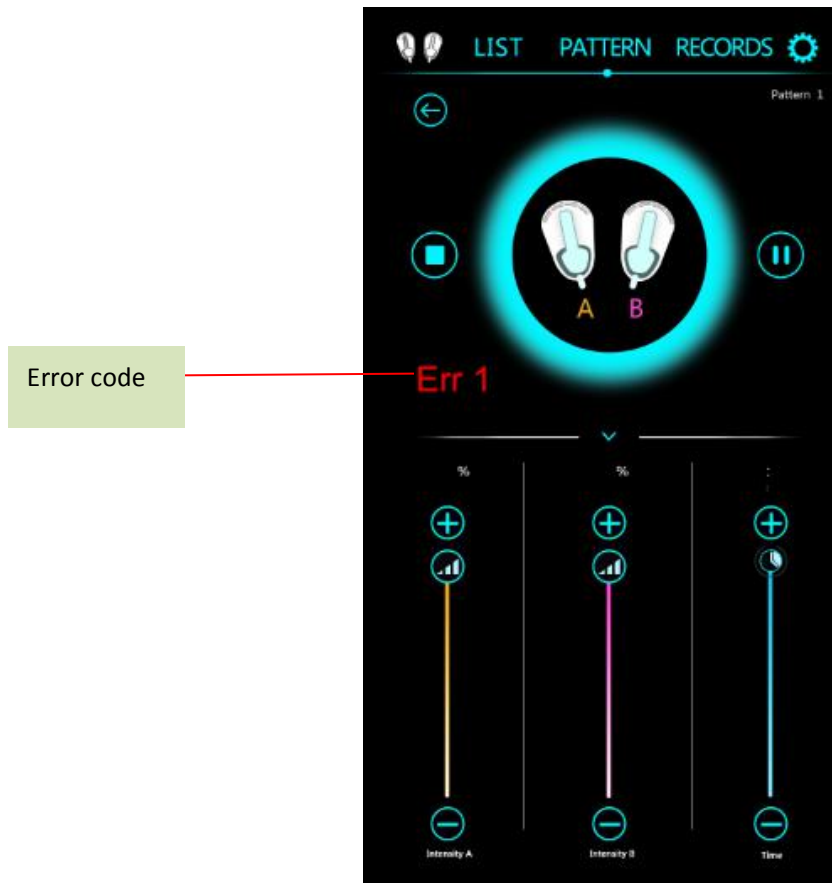 LIST PATTERN RECORDS
Pattern 1
A B
Error code
Err 1
% % :
Intensity A Intensity B Time